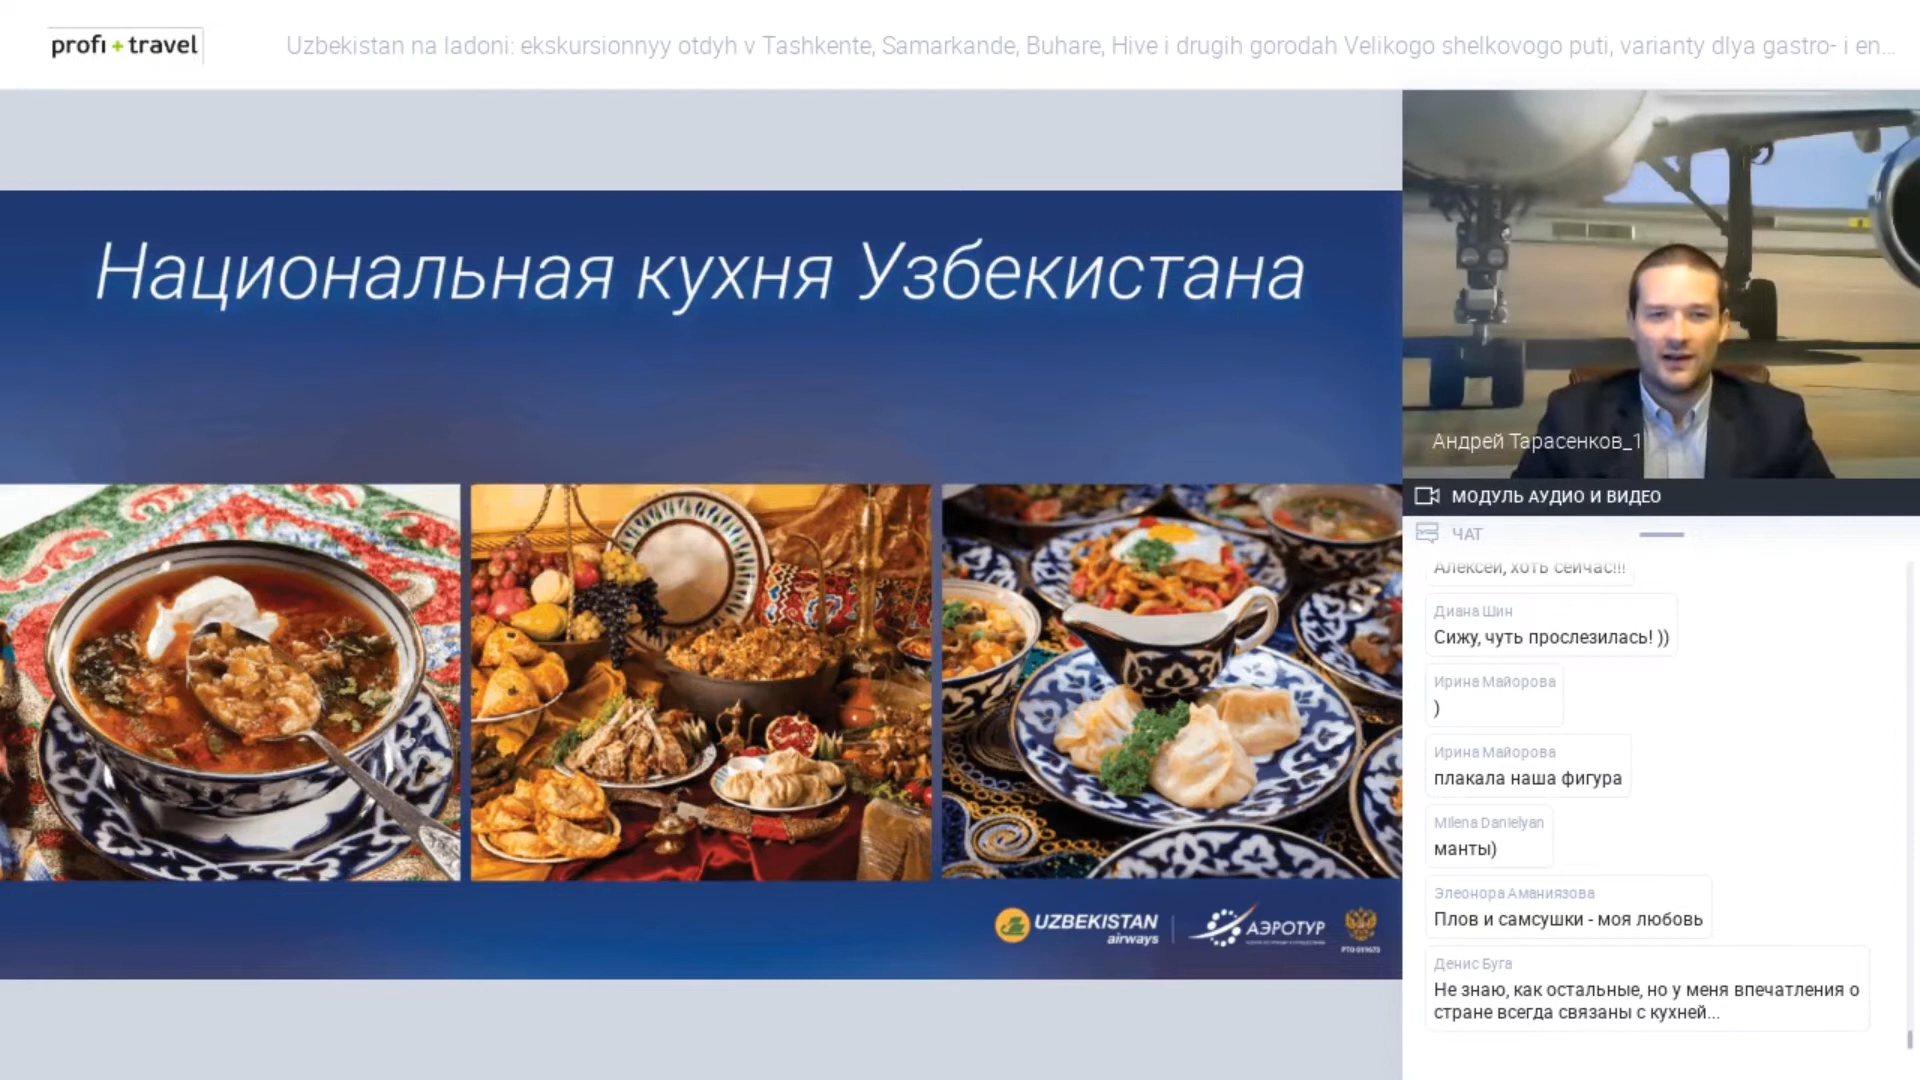 profi + travel
Uzbekistan na ladoni: ekskursionnyy otdyh v Tashkente, Samarkande, Buhare, Hive i drugih gorodah Velikogo shelkovogo puti, varianty dlya gastro- i en...
Национальная кухня Узбекистана
UZBEKISTAN
airways
АЭРОТУР
Андрей Тарасенков_1
МОДУЛЬ АУДИО И ВИДЕО
ЧАТ
Алексей, хоть сейчас!!!
Диана Шин
Сижу, чуть прослезилась! ))
Ирина Майорова
)
Ирина Майорова
плакала наша фигура
Milena Danielyan
манты)
Элеонора Аманиязова
Плов и самсушки - моя любовь
Денис Буга
Не знаю, как остальные, но у меня впечатления о
стране всегда связаны с кухней...